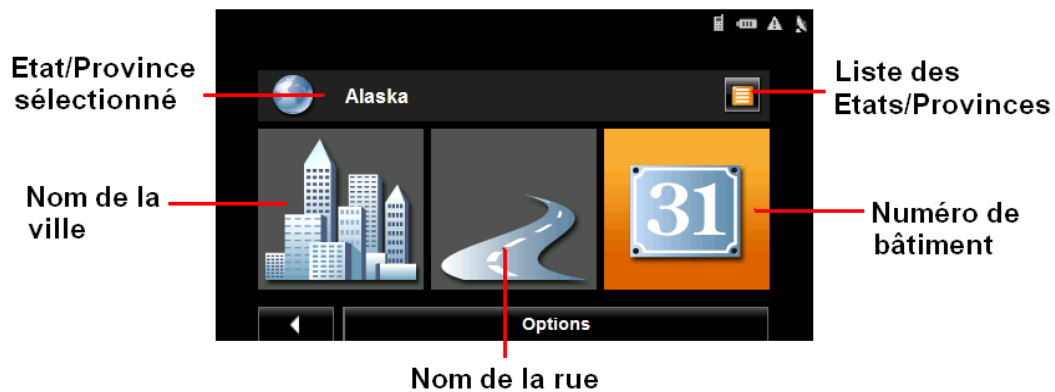 Etat/Province
sélectionné
Alaska
Liste des
Etats/Provinces
Nom de la
ville
31
Numéro de
bâtiment
Options
Nom de la rue